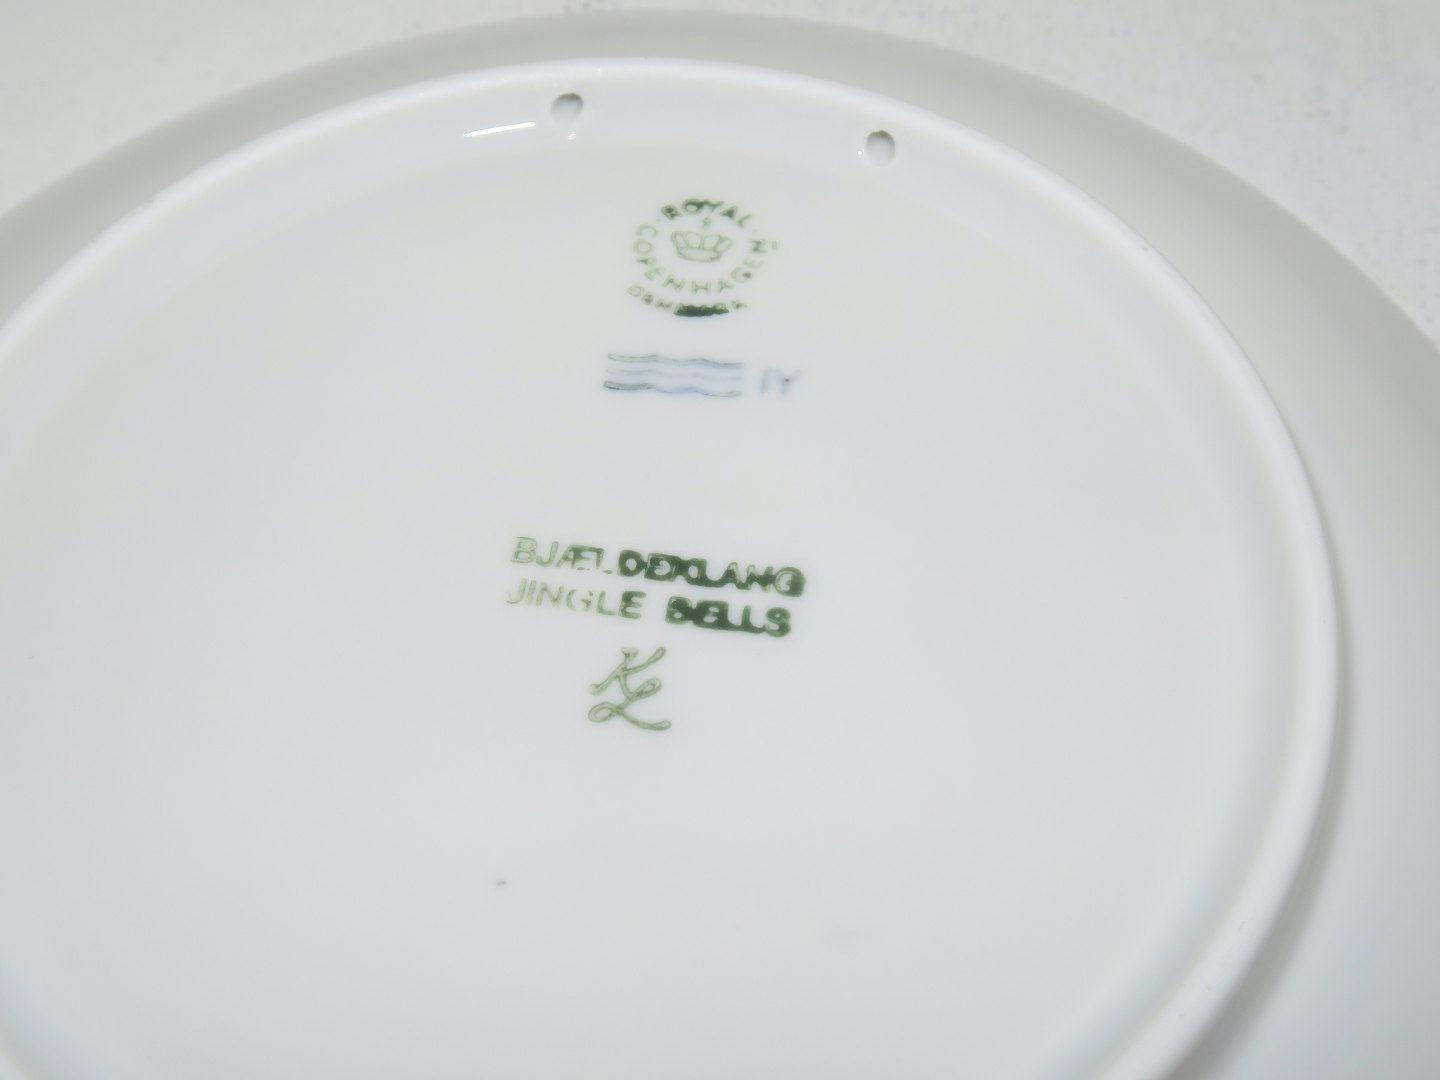 ROYAL
COPENHAGEN
DENMARK
IY
BJÆLDEKLANG
JINGLE BELLS
KL